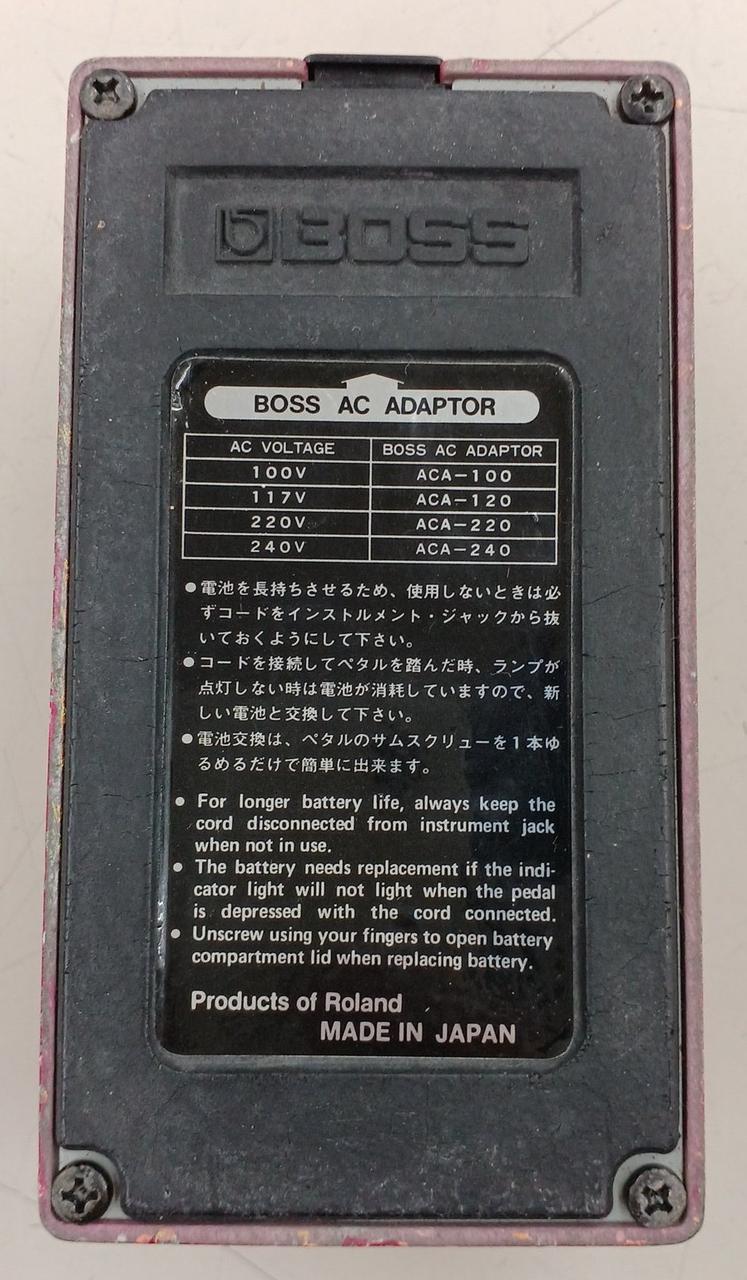 BOSS
BOSS AC ADAPTOR
AC VOLTAGE BOSS AC ADAPTOR
100V ACA-100
117V ACA-120
220V ACA-220
240V ACA-240
●電池を長持ちさせるため、使用しないときは必
ずコードをインストルメント・ジャックから抜
いておくようにして下さい。
●コードを接続してペタルを踏んだ時、ランプが
点灯しない時は電池が消耗していますので、新
しい電池と交換して下さい。
●電池交換は、ペタルのサムスクリューを1本ゆ
るめるだけで簡単に出来ます。
● For longer battery life, always keep the
cord disconnected from instrument jack
when not in use.
● The battery needs replacement if the indi-
cator light will not light when the pedal
is depressed with the cord connected.
● Unscrew using your fingers to open battery
compartment lid when replacing battery.
Products of Roland
MADE IN JAPAN